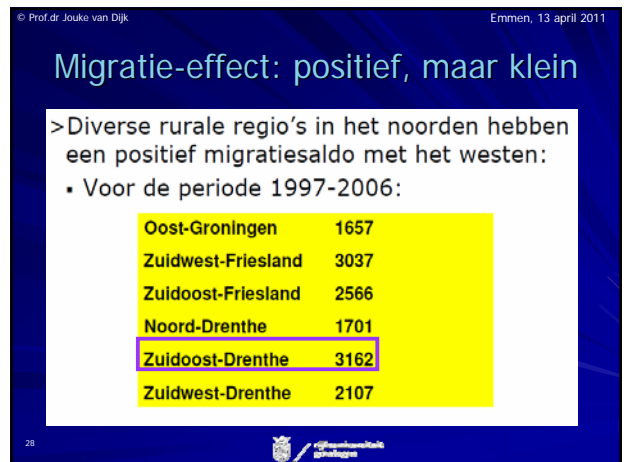 © Prof.dr Jouke van Dijk Emmen, 13 april 2011
Migratie-effect: positief, maar klein
>Diverse rurale regio's in het noorden hebben
een positief migratiesaldo met het westen:
▪ Voor de periode 1997-2006:
Oost-Groningen 1657
Zuidwest-Friesland 3037
Zuidoost-Friesland 2566
Noord-Drenthe 1701
Zuidoost-Drenthe 3162
Zuidwest-Drenthe 2107
28
rijksuniversiteit
groningen